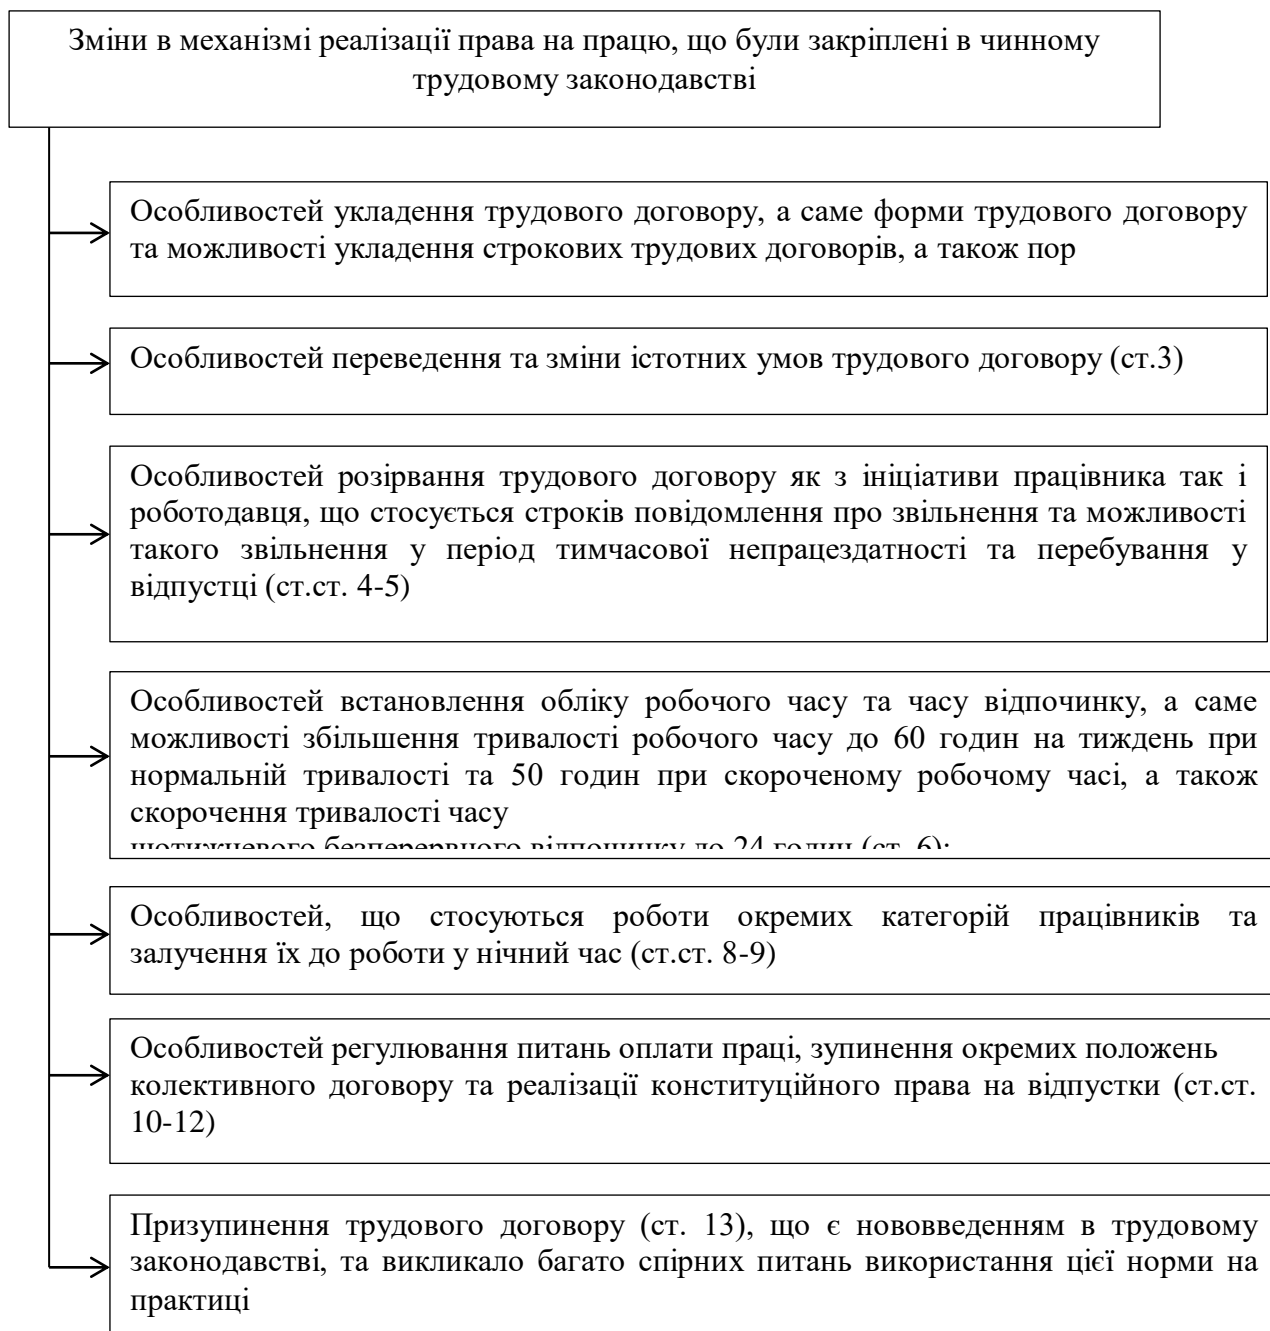 Зміни в механізмі реалізації права на працю, що були закріплені в чинному
трудовому законодавстві
Особливостей укладення трудового договору, а саме форми трудового договору
та можливості укладення строкових трудових договорів, а також пор
Особливостей переведення та зміни істотних умов трудового договору (ст.3)
Особливостей розірвання трудового договору як з ініціативи працівника так і
роботодавця, що стосується строків повідомлення про звільнення та можливості
такого звільнення у період тимчасової непрацездатності та перебування у
відпустці (ст.ст. 4-5)
Особливостей встановлення обліку робочого часу та часу відпочинку, а саме
можливості збільшення тривалості робочого часу до 60 годин на тиждень при
нормальній тривалості та 50 годин при скороченому робочому часі, а також
скорочення тривалості часу
щотижневого безперервного відпочинку до 24 годин (ст. 6);
Особливостей, що стосуються роботи окремих категорій працівників та
залучення їх до роботи у нічний час (ст.ст. 8-9)
Особливостей регулювання питань оплати праці, зупинення окремих положень
колективного договору та реалізації конституційного права на відпустки (ст.ст.
10-12)
Призупинення трудового договору (ст. 13), що є нововведенням в трудовому
законодавстві, та викликало багато спірних питань використання цієї норми на
практиці